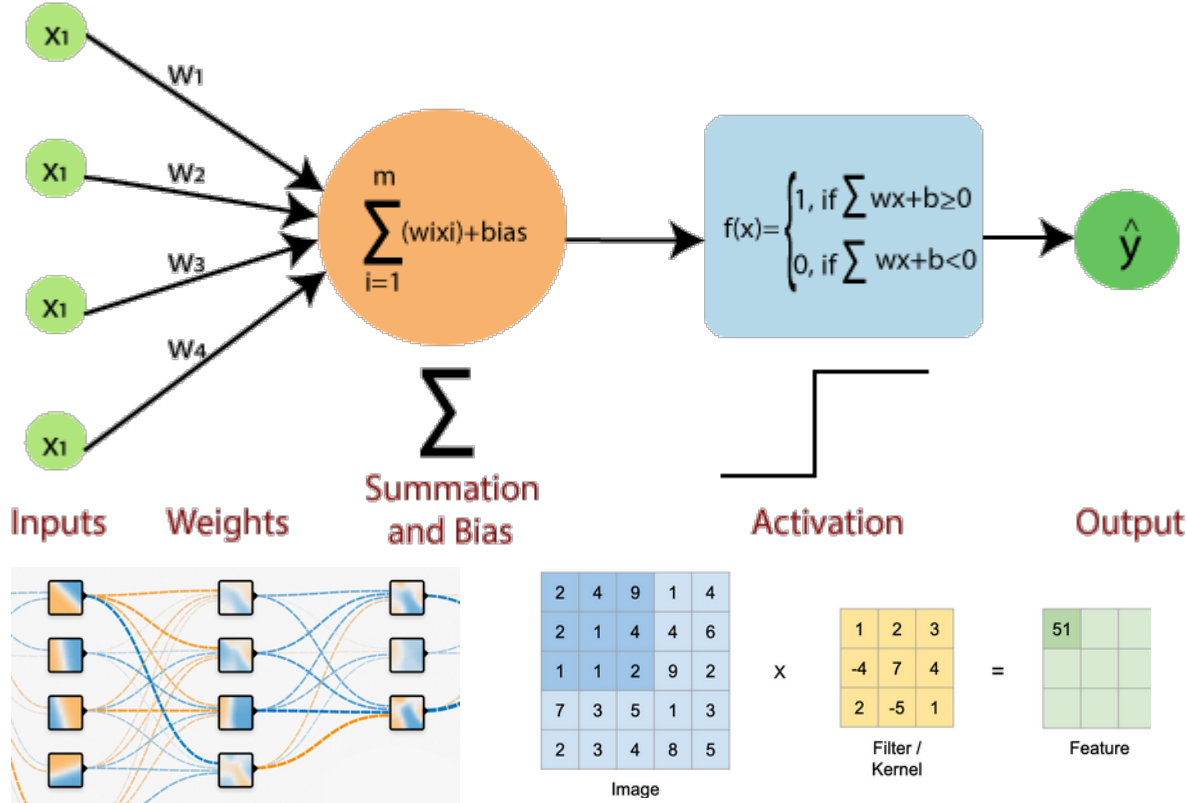 x1
w1
x1
w2
x1
w3
x1
w4
m
∑(wixi)+bias
i=1
f(x)={1, if ∑ wx+b≥0
0, if ∑ wx+b<0
ŷ
∑
Inputs
Weights
Summation
and Bias
Activation
Output
2 4 9 1 4
2 1 4 4 6
1 1 2 9 2
7 3 5 1 3
2 3 4 8 5
Image
x
1 2 3
-4 7 4
2 -5 1
Filter /
Kernel
=
51
Feature